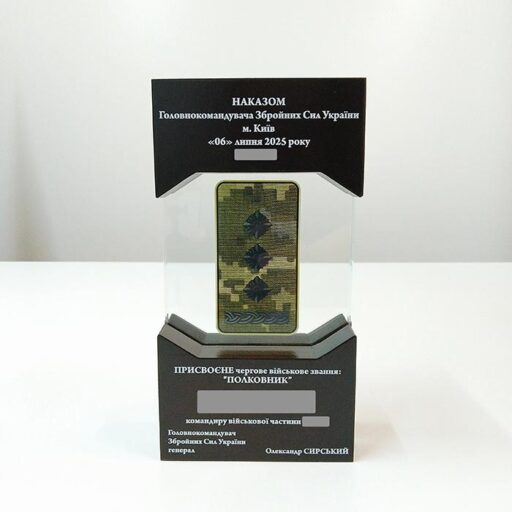 НАКАЗОМ
Головнокомандувача Збройних Сил України
м. Київ
«06» липня 2025 року
ПРИСВОЄНЕ чергове військове звання:
"ПОЛКОВНИК"
командиру військової частини
Головнокомандувач
Збройних Сил України
генерал Олександр СИРСЬКИЙ